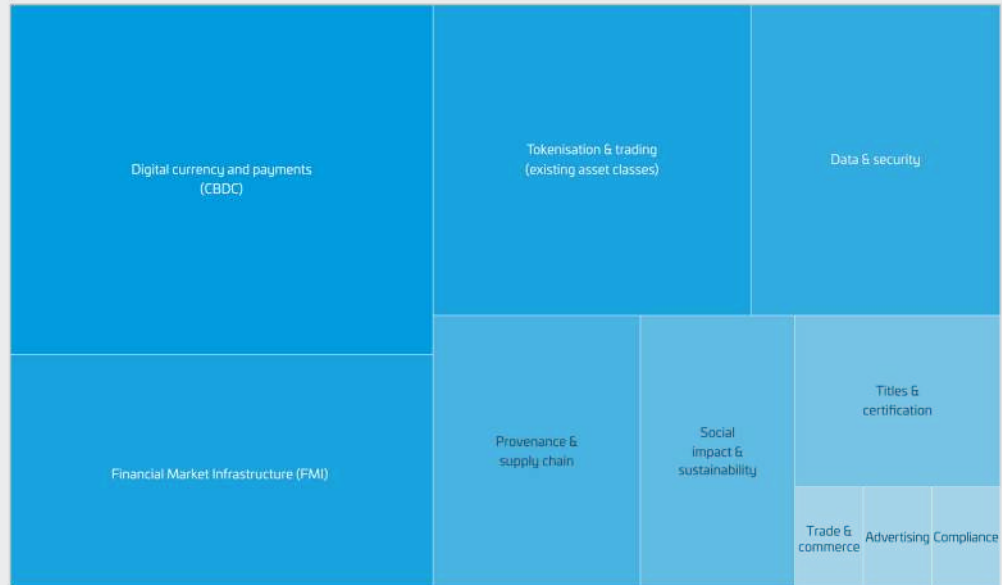 Digital currency and payments
(CBDC)
Tokenisation & trading
(existing asset classes)
Data & security
Financial Market Infrastructure (FMI)
Provenance &
supply chain
Social
impact &
sustainability
Titles &
certification
Trade &
commerce
Advertising
Compliance